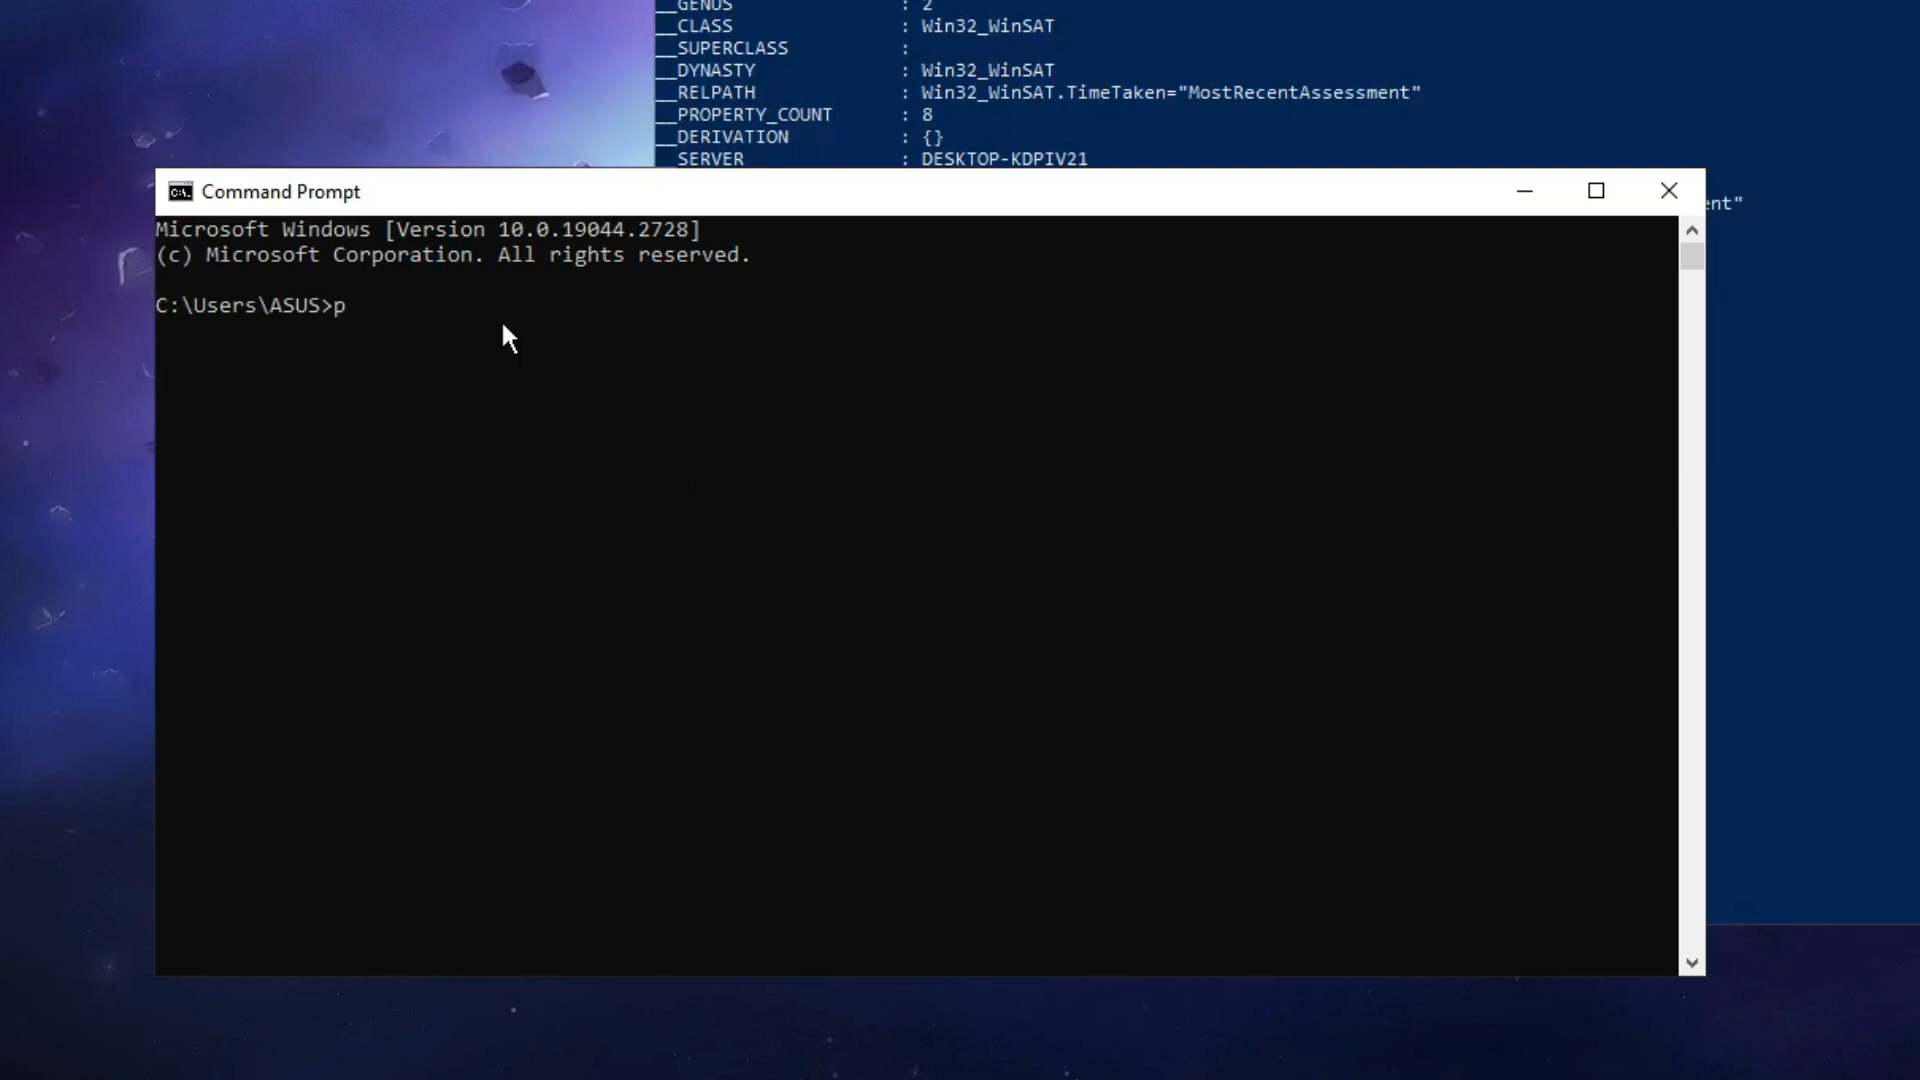 __GENUS : 2
__CLASS : Win32_WinSAT
__SUPERCLASS :
__DYNASTY : Win32_WinSAT
__RELPATH : Win32_WinSAT.TimeTaken="MostRecentAssessment"
__PROPERTY_COUNT : 8
__DERIVATION : {}
__SERVER : DESKTOP-KDPIV21
nt"
Command Prompt
Microsoft Windows [Version 10.0.19044.2728]
(c) Microsoft Corporation. All rights reserved.
C:\Users\ASUS>p